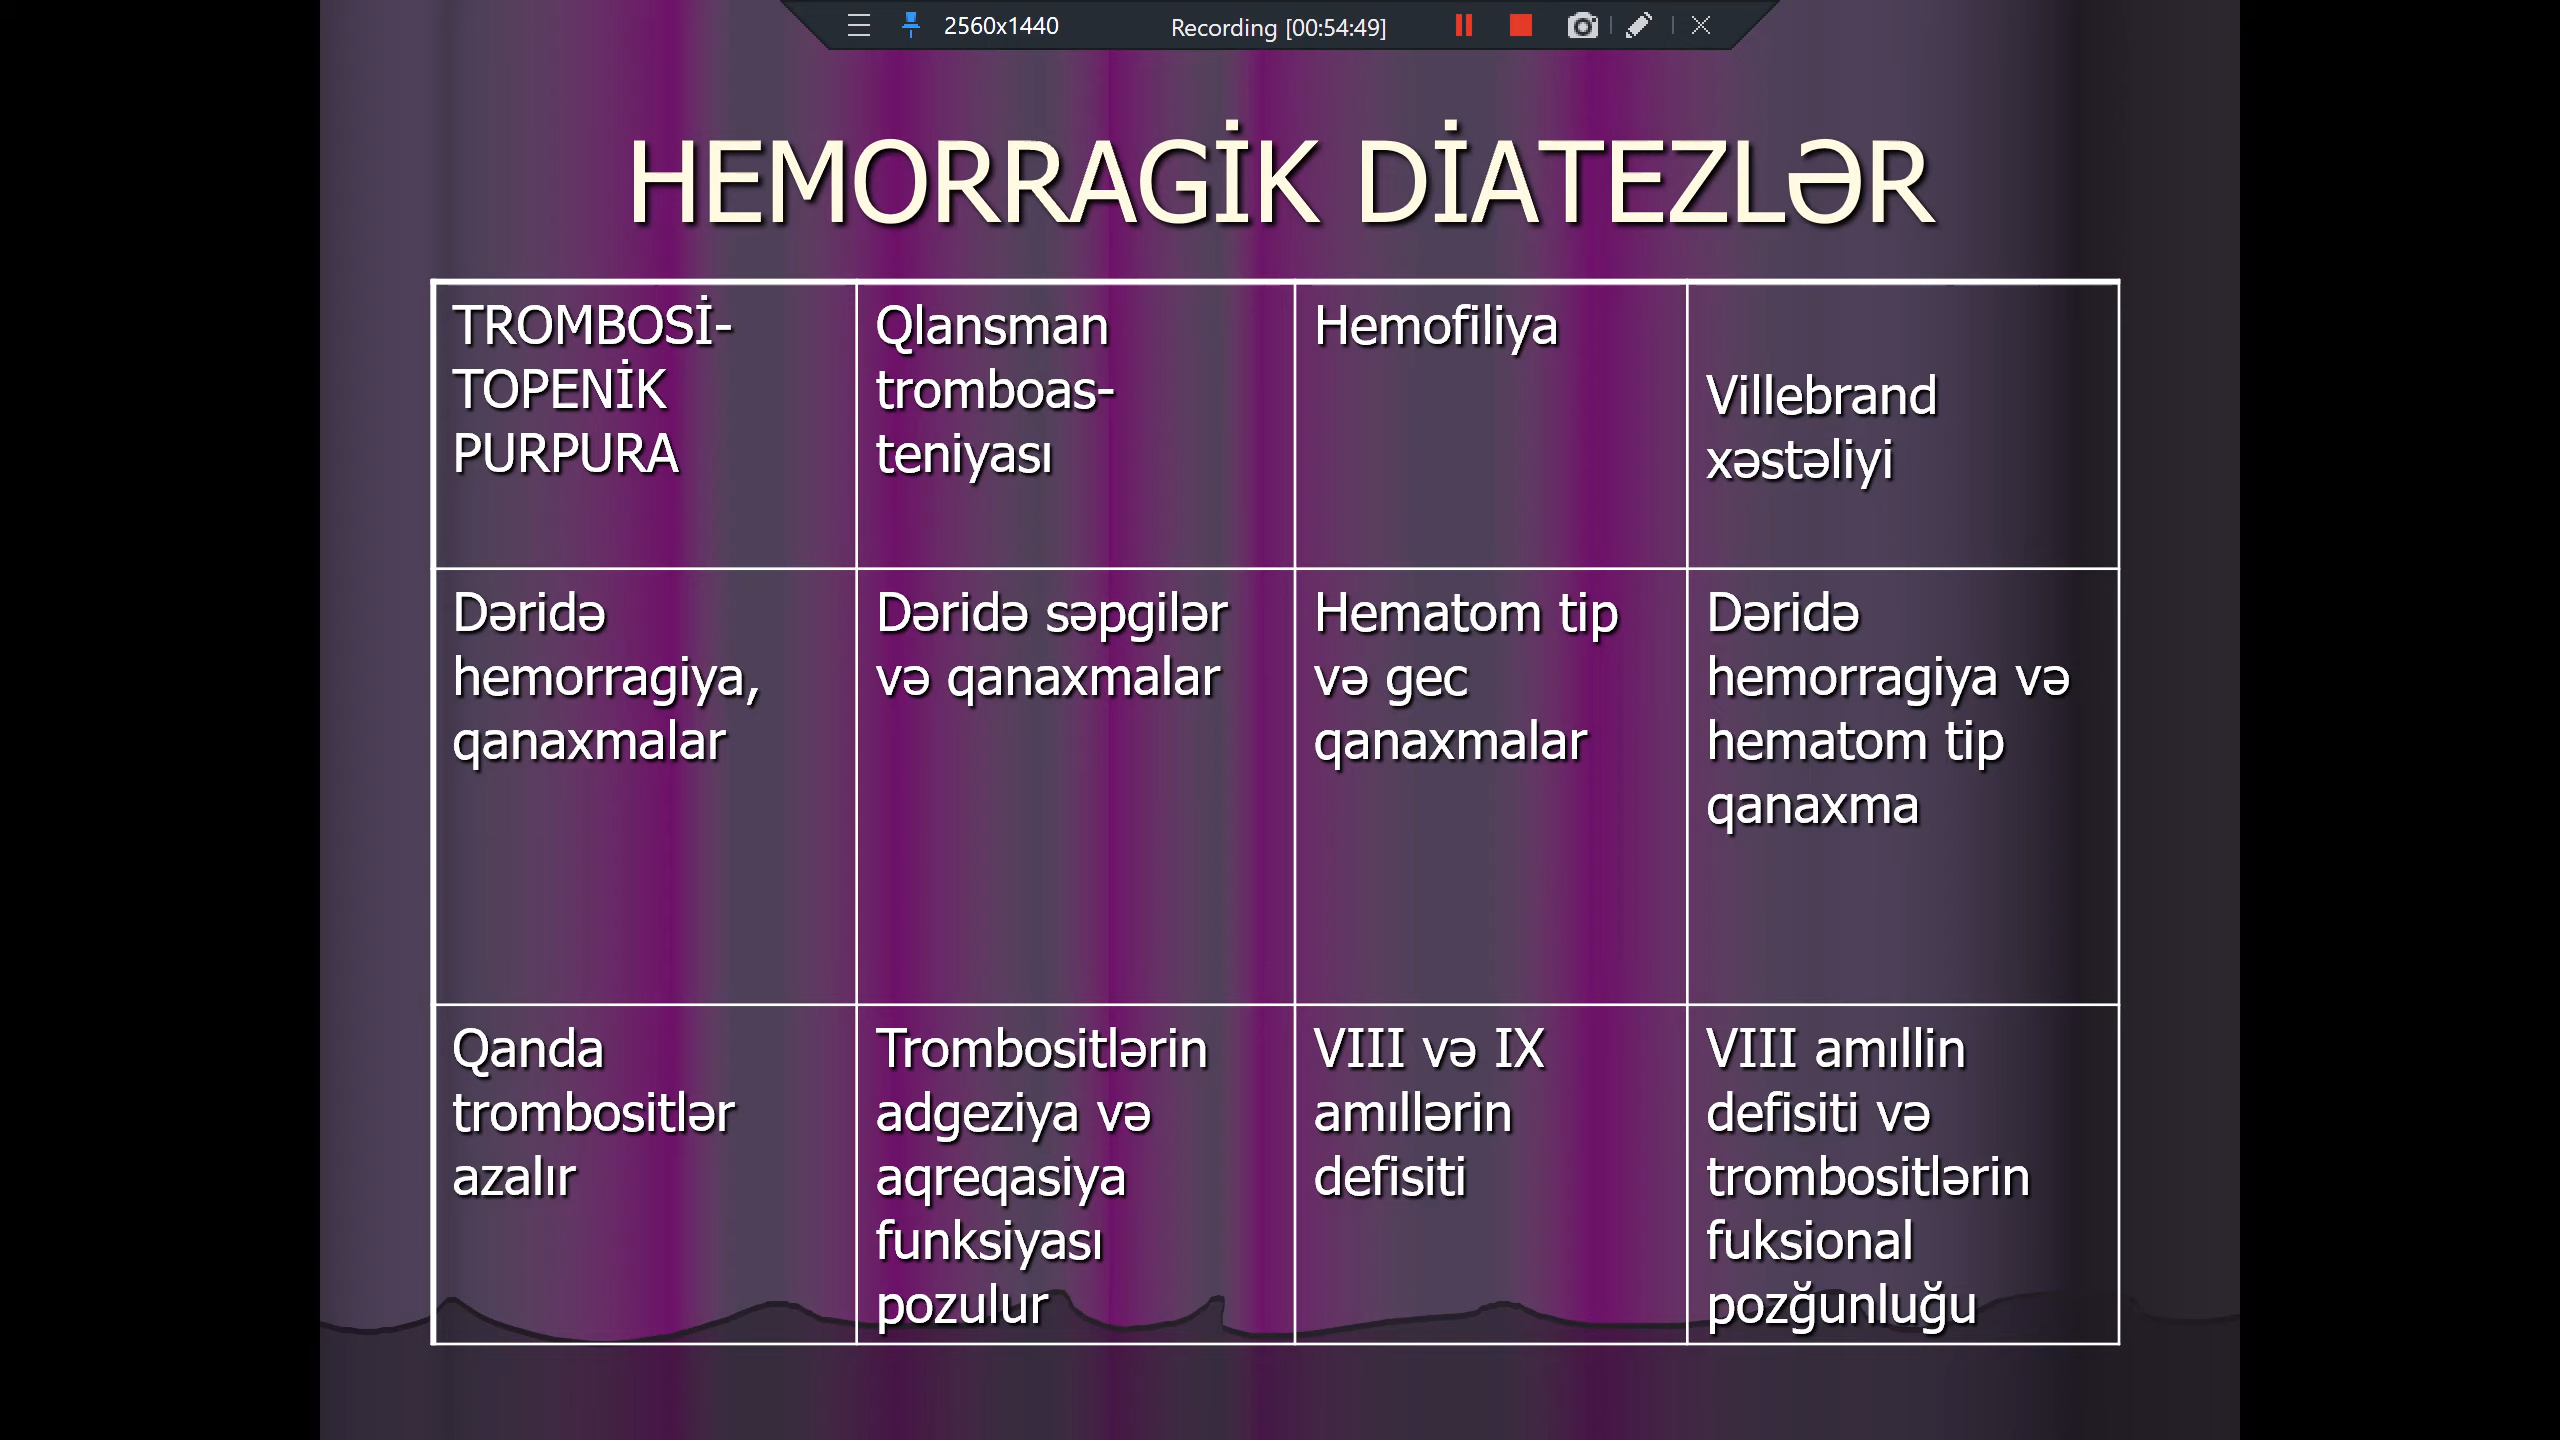 2560x1440 Recording [00:54:49]
HEMORRAGİK DİATEZLƏR
TROMBOSİ-
TOPENİK
PURPURA
Qlansman
tromboas-
teniyası
Hemofiliya
Villebrand
xəstəliyi
Dəridə
hemorragiya,
qanaxmalar
Dəridə səpgilər
və qanaxmalar
Hematom tip
və gec
qanaxmalar
Dəridə
hemorragiya və
hematom tip
qanaxma
Qanda
trombositlər
azalır
Trombositlərin
adgeziya və
aqreqasiya
funksiyası
pozulur
VIII və IX
amıllərin
defisiti
VIII amıllin
defisiti və
trombositlərin
fuksional
pozğunluğu